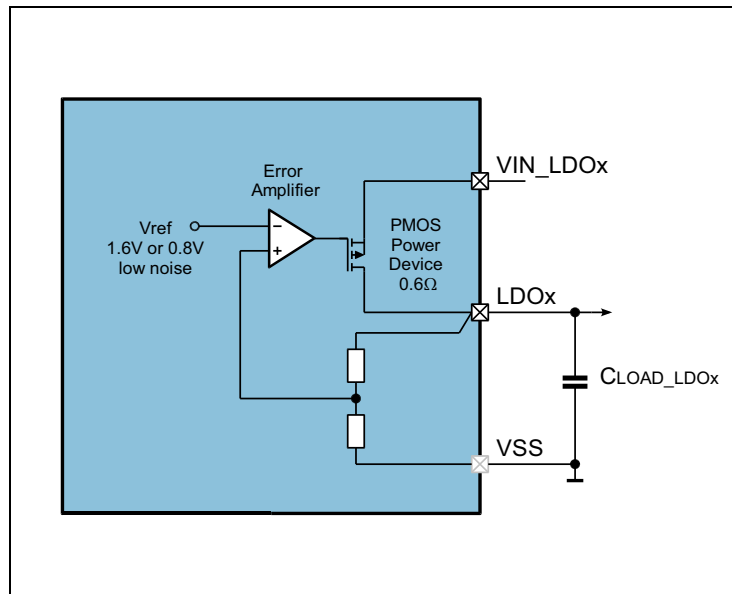 VIN_LDOx
Error
Amplifier
Vref
1.6V or 0.8V
low noise
−
+
PMOS
Power
Device
0.6Ω
LDOx
CLOAD_LDOx
VSS